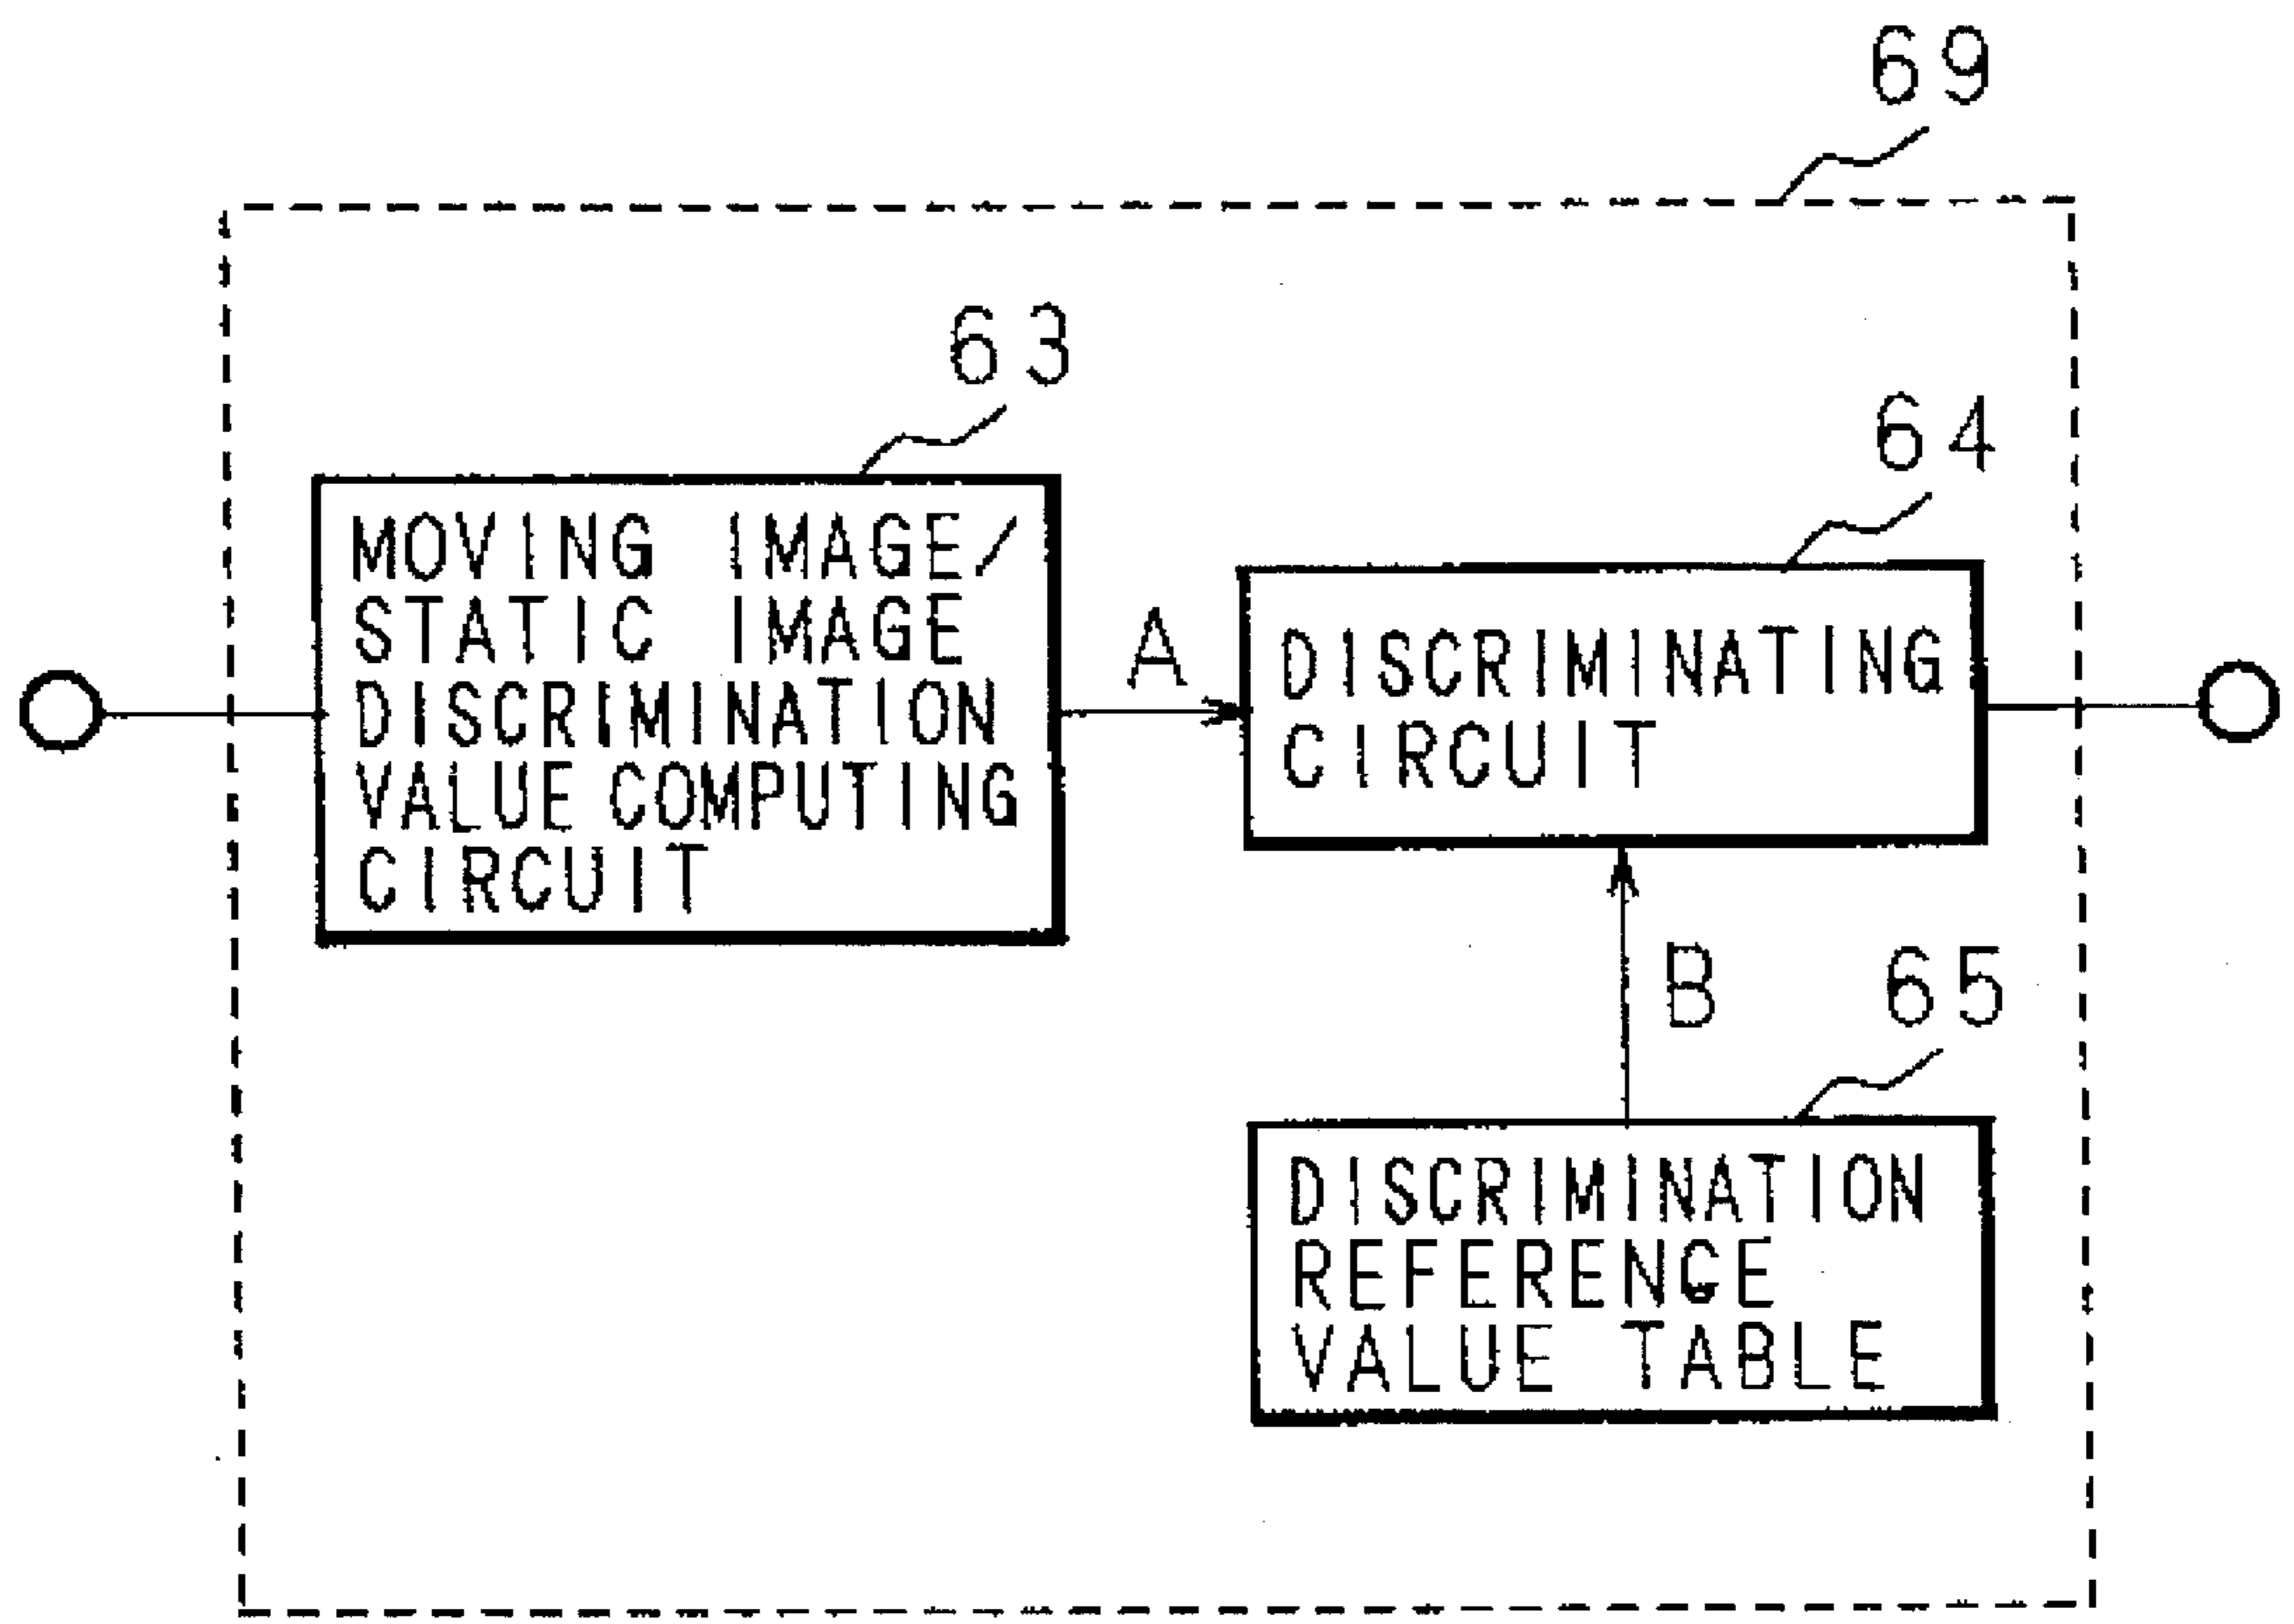 69
63
MOVING IMAGE/
STATIC IMAGE
DISCRIMINATION
VALUE COMPUTING
CIRCUIT
A
64
DISCRIMINATING
CIRCUIT
B
65
DISCRIMINATION
REFERENCE
VALUE TABLE